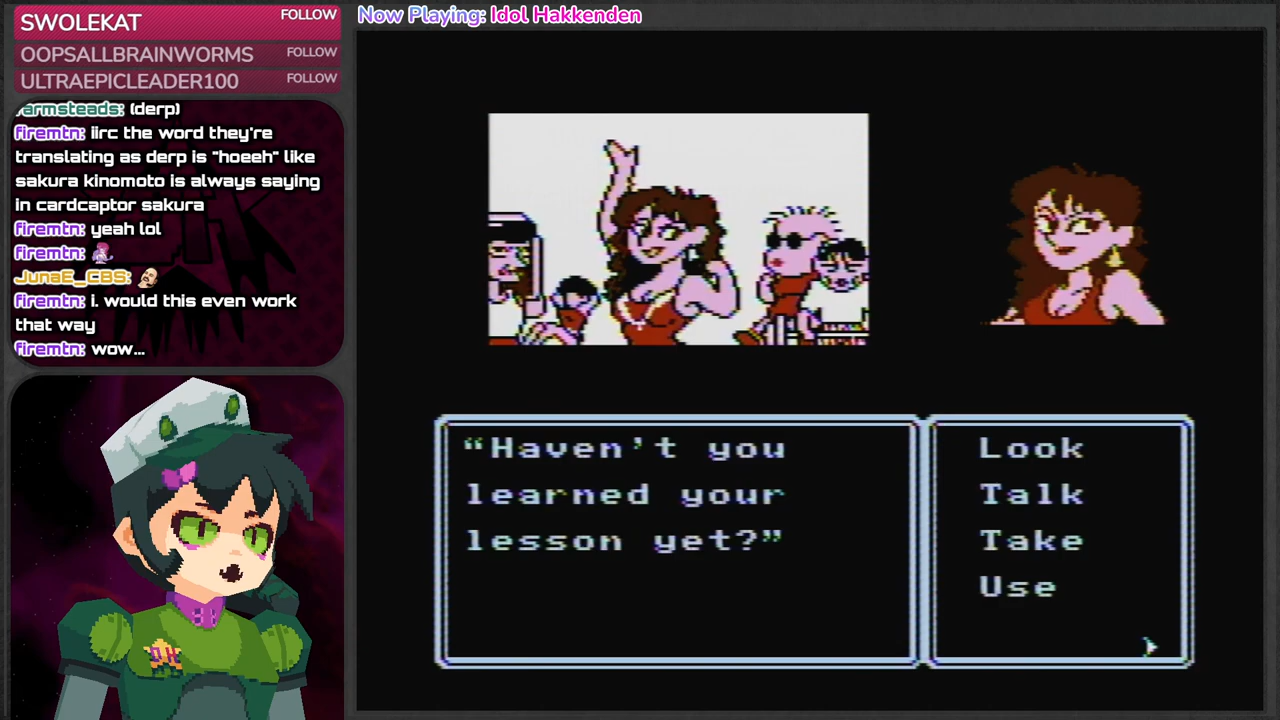 SWOLEKAT FOLLOW
OOPSALLBRAINWORMS FOLLOW
ULTRAEPICLEADER100 FOLLOW
farmsteads: (derp)
firemtn: iirc the word they're
translating as derp is "hoeeh" like
sakura kinomoto is always saying
in cardcaptor sakura
firemtn: yeah lol
firemtn:
JunaE_CBS:
firemtn: i. would this even work
that way
firemtn: wow...
Now Playing: Idol Hakkenden
“Haven't you
learned your
lesson yet?”
Look
Talk
Take
Use